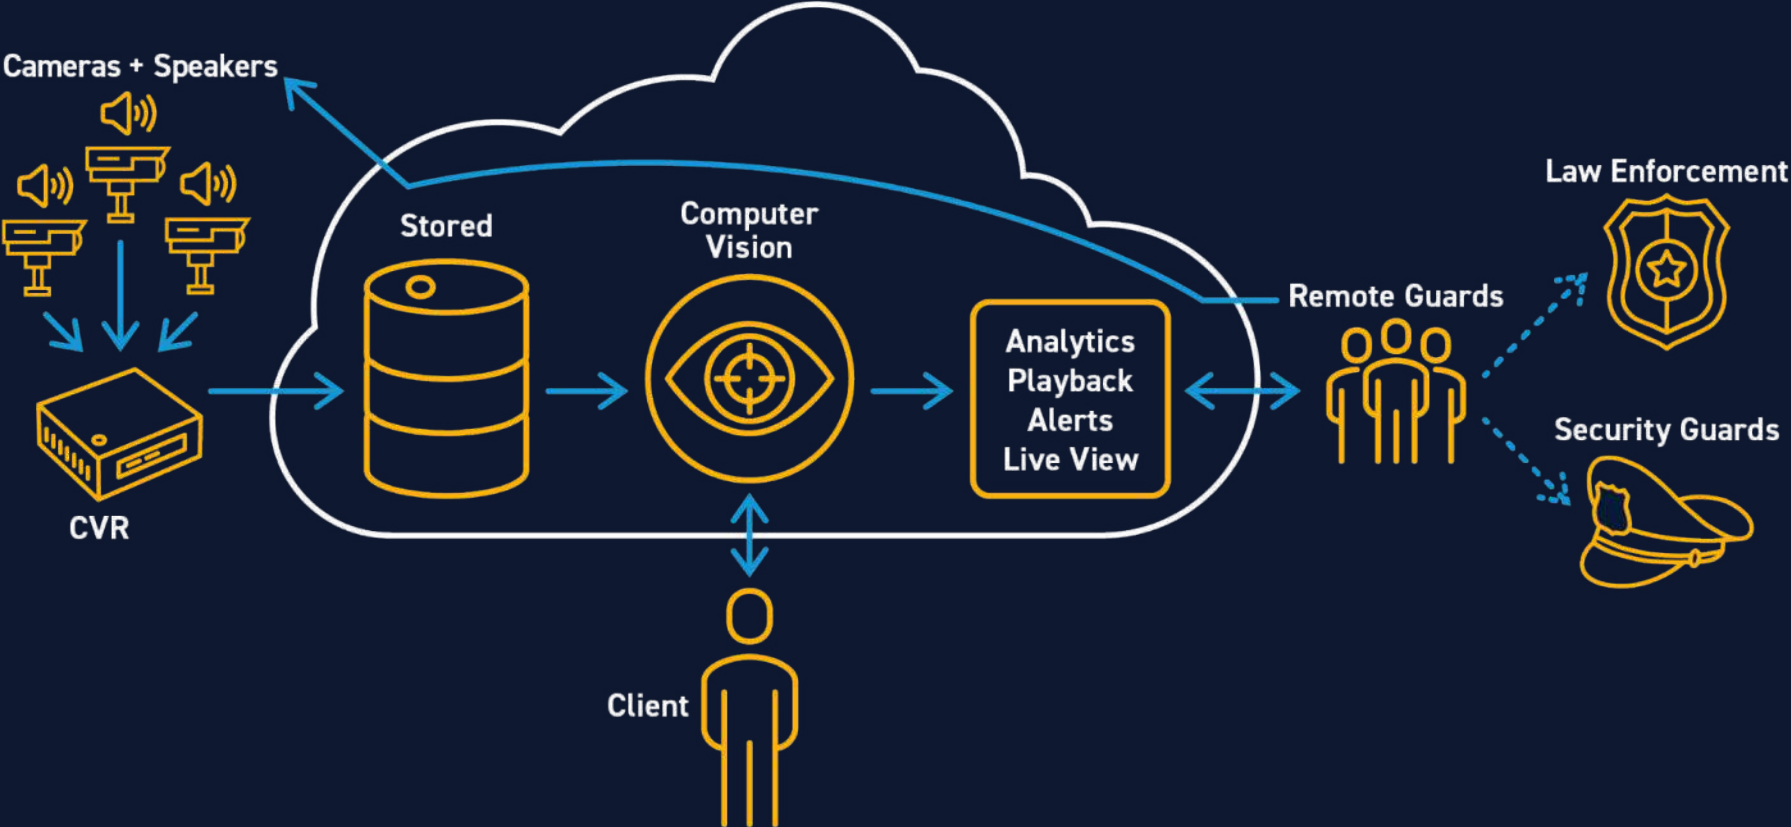 Cameras + Speakers
CVR
Stored
Computer
Vision
Analytics
Playback
Alerts
Live View
Client
Remote Guards
Law Enforcement
Security Guards